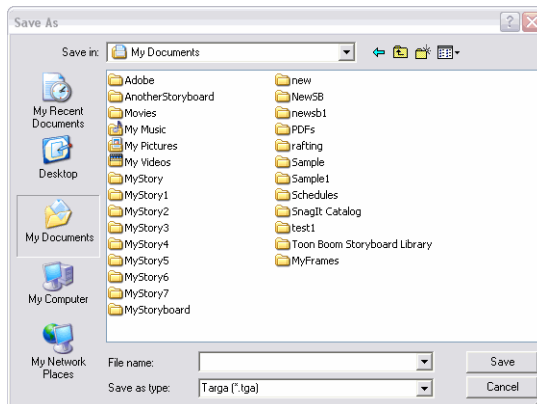 Save As
Save in:
My Documents
My Recent
Documents
Desktop
My Documents
My Computer
My Network
Places
Adobe
AnotherStoryboard
Movies
My Music
My Pictures
My Videos
MyStory
MyStory1
MyStory2
MyStory3
MyStory4
MyStory5
MyStory6
MyStory7
MyStoryboard
new
NewSB
newsb1
PDFs
rafting
Sample
Sample1
Schedules
SnagIt Catalog
test1
Toon Boom Storyboard Library
MyFrames
File name:
Save
Save as type:
Targa (*.tga)
Cancel